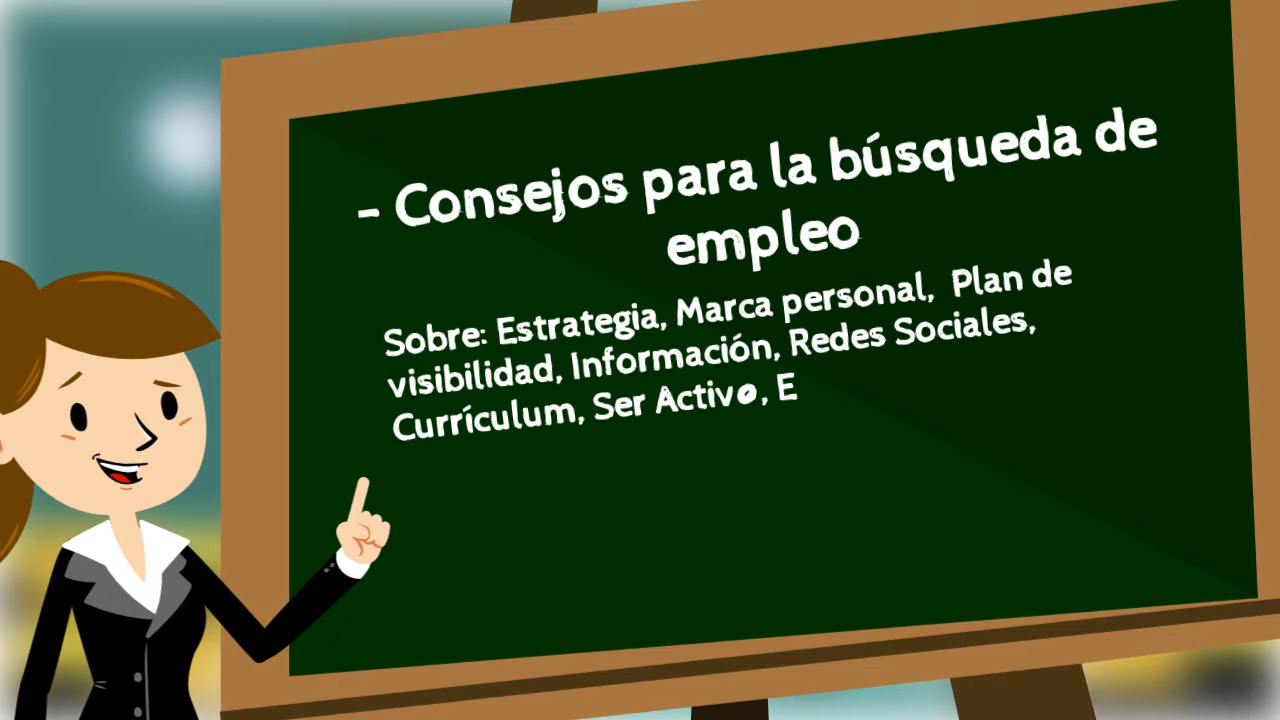 - Consejos para la búsqueda de
empleo
Sobre: Estrategia, Marca personal, Plan de
visibilidad, Información, Redes Sociales,
Currículum, Ser Activo, E